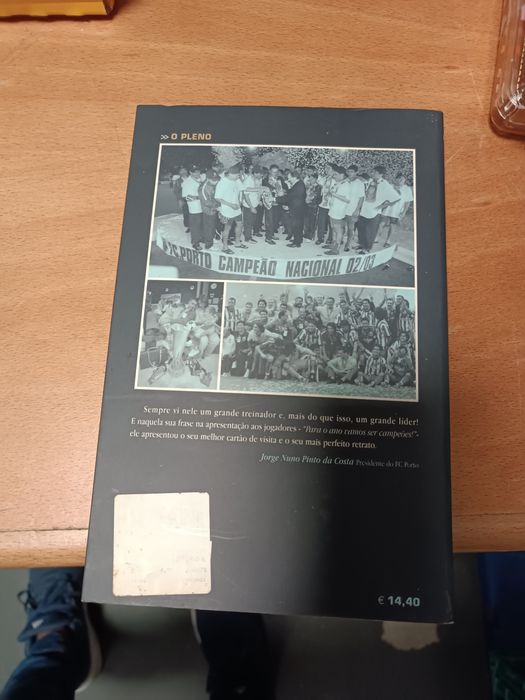 >> O PLENO
F.C. PORTO CAMPEÃO NACIONAL 02/03
Sempre vi nele um grande treinador e, mais do que isso, um grande líder!
E naquela sua frase na apresentação aos jogadores - "Para o ano vamos ser campeões!"-
ele apresentou o seu melhor cartão de visita e o seu mais perfeito retrato.
Jorge Nuno Pinto da Costa Presidente do FC Porto
€ 14,40